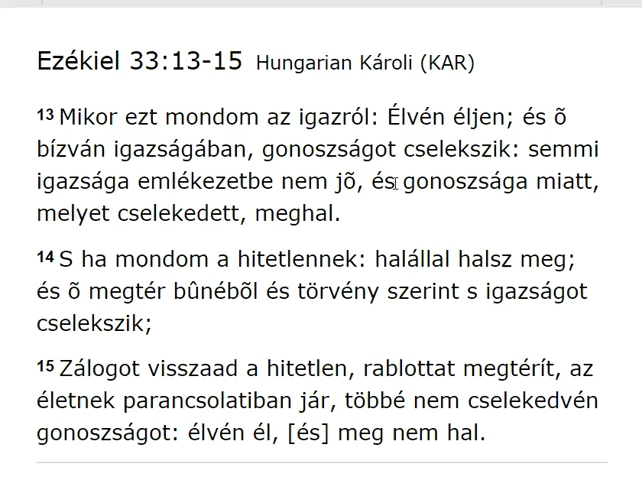 Ezékiel 33:13-15 Hungarian Károli (KAR)
13 Mikor ezt mondom az igazról: Élvén éljen; és õ
bízván igazságában, gonoszságot cselekszik: semmi
igazsága emlékezetbe nem jõ, és gonoszsága miatt,
melyet cselekedett, meghal.
14 S ha mondom a hitetlennek: halállal halsz meg;
és õ megtér bûnébõl és törvény szerint s igazságot
cselekszik;
15 Zálogot visszaad a hitetlen, rablottat megtérít, az
életnek parancsolatiban jár, többé nem cselekedvén
gonoszságot: élvén él, [és] meg nem hal.